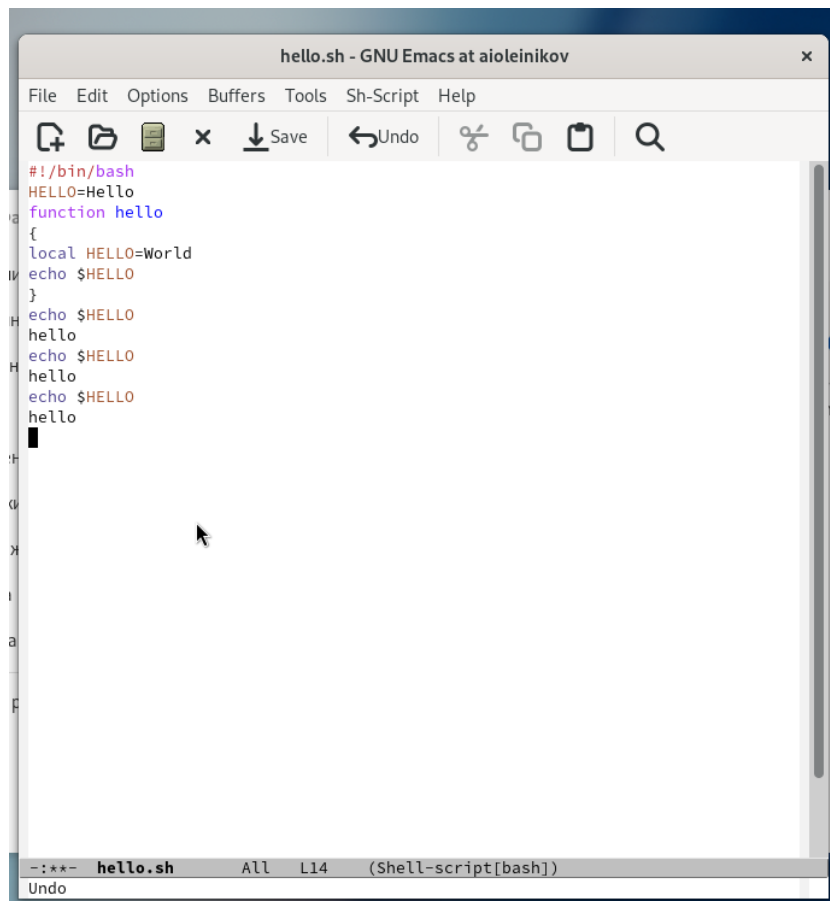 hello.sh - GNU Emacs at aioleinikov
File Edit Options Buffers Tools Sh-Script Help
Save Undo
#!/bin/bash
HELLO=Hello
function hello
{
local HELLO=World
echo $HELLO
}
echo $HELLO
hello
echo $HELLO
hello
echo $HELLO
hello
-:**- hello.sh All L14 (Shell-script[bash])
Undo